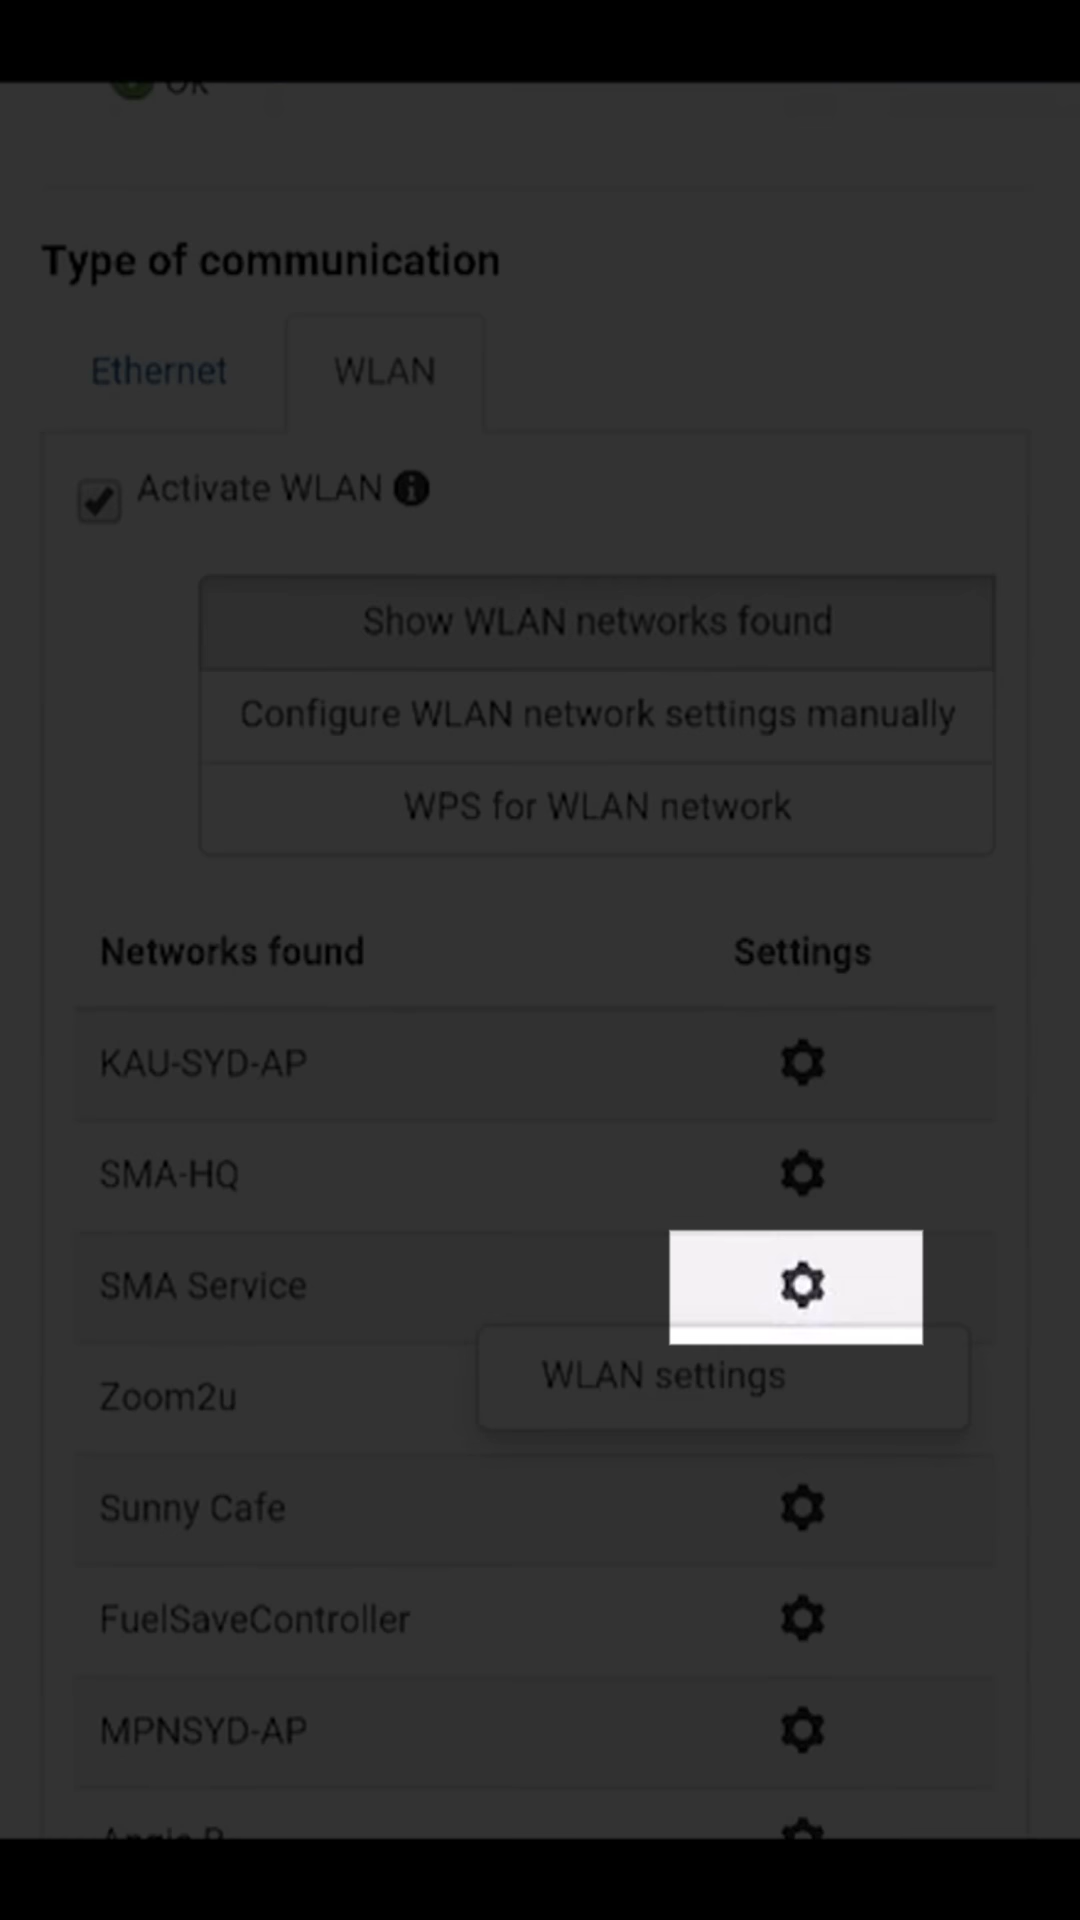 OK
Type of communication
Ethernet
WLAN
Activate WLAN
Show WLAN networks found
Configure WLAN network settings manually
WPS for WLAN network
Networks found
Settings
KAU-SYD-AP
SMA-HQ
SMA Service
WLAN settings
Zoom2u
Sunny Cafe
FuelSaveController
MPNSYD-AP